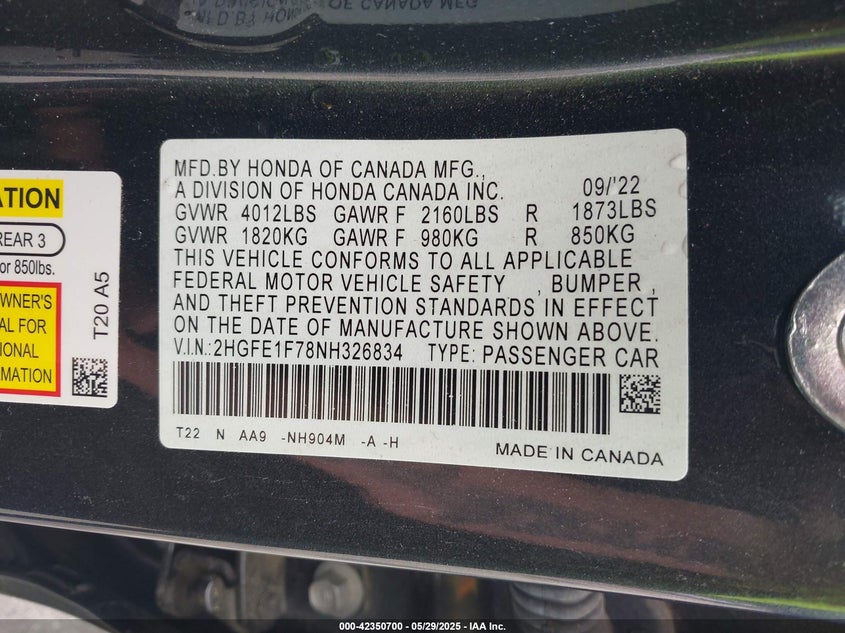 MFD.BY HONDA OF CANADA MFG.,
A DIVISION OF HONDA CANADA INC. 09/'22
GVWR 4012LBS GAWR F 2160LBS R 1873LBS
GVWR 1820KG GAWR F 980KG R 850KG
THIS VEHICLE CONFORMS TO ALL APPLICABLE
FEDERAL MOTOR VEHICLE SAFETY , BUMPER ,
AND THEFT PREVENTION STANDARDS IN EFFECT
ON THE DATE OF MANUFACTURE SHOWN ABOVE.
V.I.N.:2HGFE1F78NH326834 TYPE: PASSENGER CAR
T22 N AA9 -NH904M -A -H
MADE IN CANADA
ATION
REAR 3
or 850lbs.
WNER'S
AL FOR
IONAL
RMATION
T20 A5
000-42350700 - 05/29/2025 - IAA Inc.